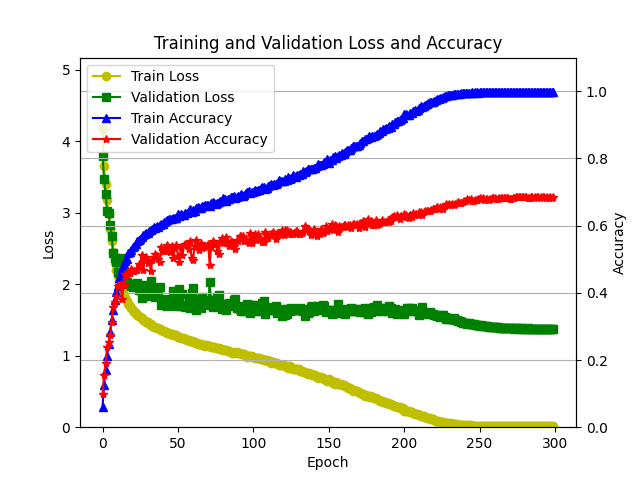 Training and Validation Loss and Accuracy
Train Loss
Validation Loss
Train Accuracy
Validation Accuracy
5
4
3
2
1
0
Loss
1.0
0.8
0.6
0.4
0.2
0.0
Accuracy
0 50 100 150 200 250 300
Epoch